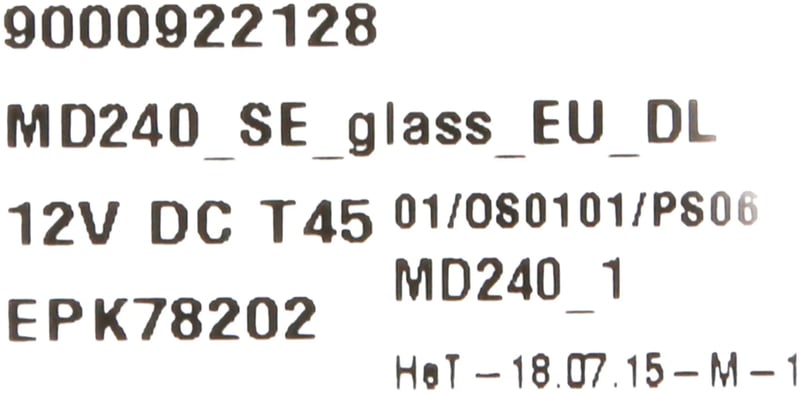 9000922128
MD240_SE_glass_EU_DL
12V DC T45
01/OS0101/PS06
MD240_1
EPK78202
HeT – 18.07.15 – M – 1